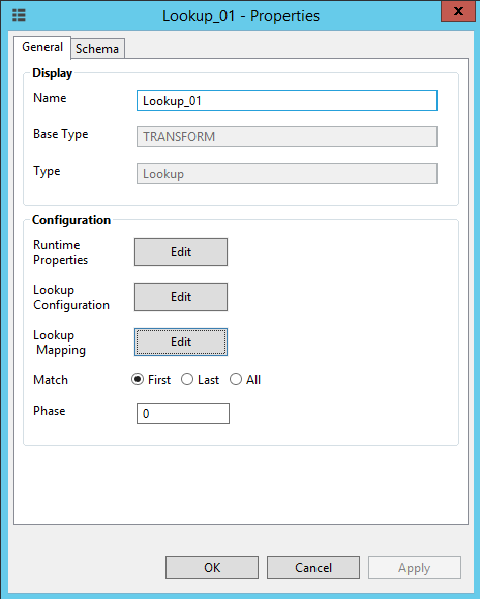 Lookup_01 - Properties
x
General Schema
Display
Name Lookup_01
Base Type TRANSFORM
Type Lookup
Configuration
Runtime
Properties Edit
Lookup
Configuration Edit
Lookup
Mapping Edit
Match First Last All
Phase 0
OK Cancel Apply